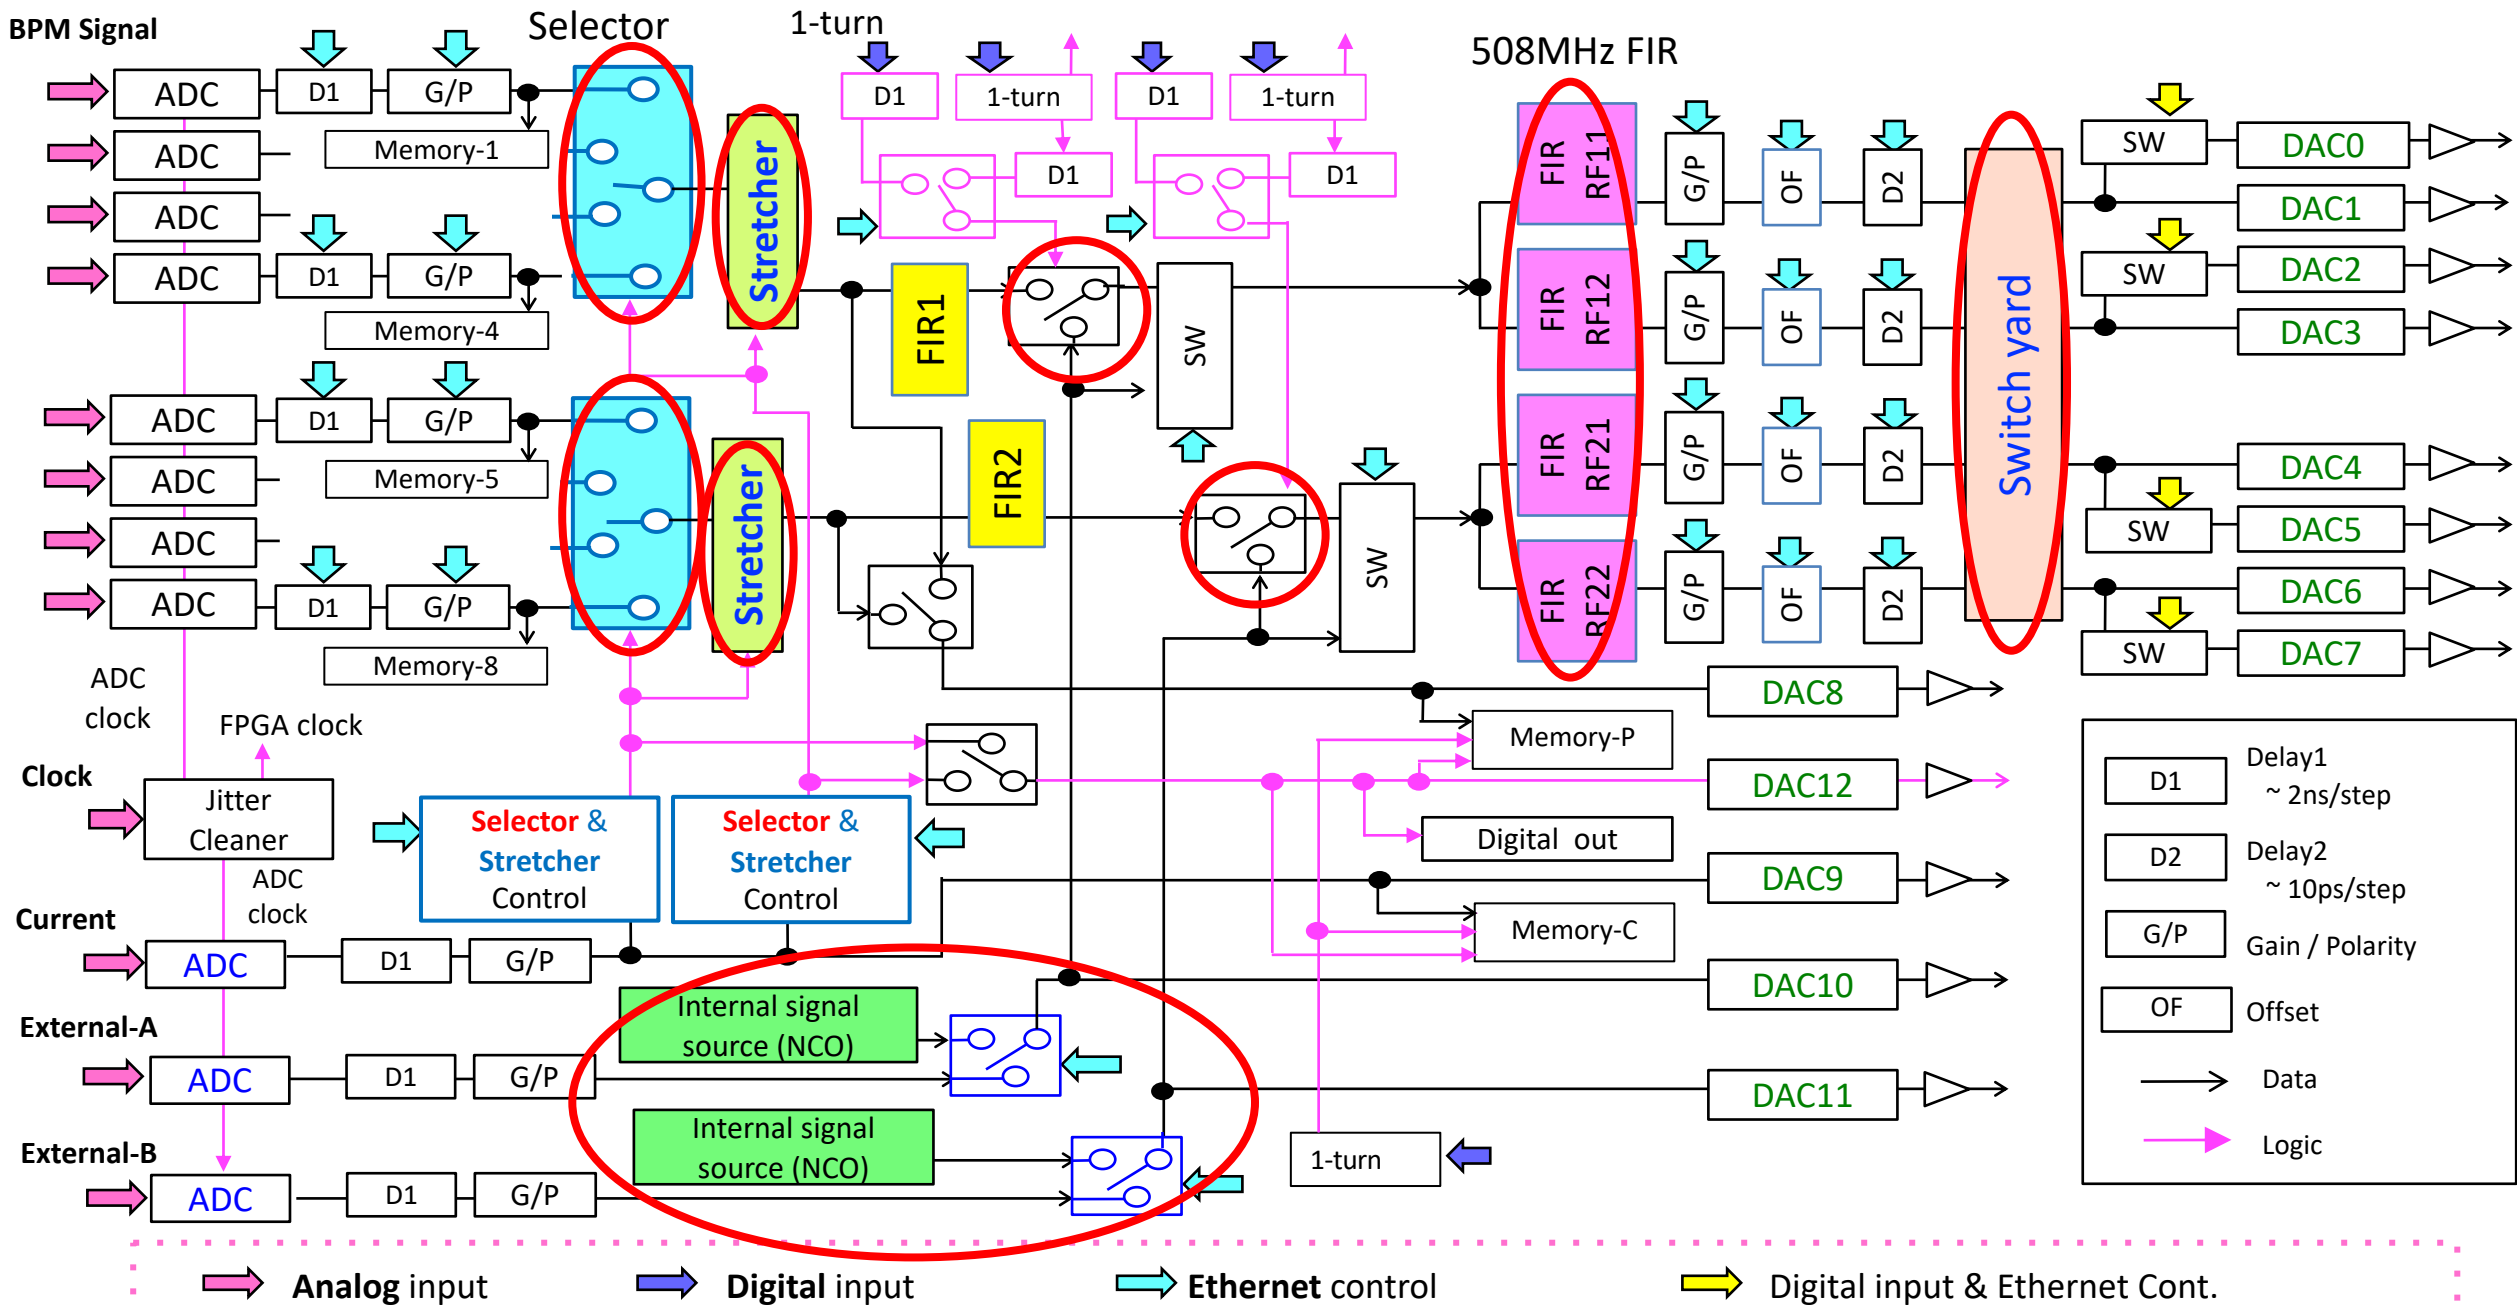 BPM Signal
Selector
1-turn
508MHz FIR
ADC
D1
G/P
Memory-1
ADC
ADC
ADC
D1
G/P
Memory-4
ADC
D1
G/P
Memory-5
ADC
ADC
ADC
D1
G/P
Memory-8
Stretcher
Stretcher
D1
1-turn
D1
D1
1-turn
D1
FIR1
FIR2
SW
SW
FIR
RF11
FIR
RF12
FIR
RF21
FIR
RF22
G/P
OF
D2
G/P
OF
D2
G/P
OF
D2
G/P
OF
D2
Switch yard
SW
DAC0
DAC1
SW
DAC2
DAC3
DAC4
SW
DAC5
DAC6
SW
DAC7
ADC
clock
FPGA clock
Clock
Jitter
Cleaner
ADC
clock
Selector &
Stretcher
Control
Selector &
Stretcher
Control
DAC8
Memory-P
DAC12
Digital out
DAC9
Memory-C
DAC10
DAC11
1-turn
Current
ADC
D1
G/P
External-A
ADC
D1
G/P
Internal signal
source (NCO)
External-B
ADC
D1
G/P
Internal signal
source (NCO)
D1
Delay1
~ 2ns/step
D2
Delay2
~ 10ps/step
G/P
Gain / Polarity
OF
Offset
Data
Logic
Analog input
Digital input
Ethernet control
Digital input & Ethernet Cont.